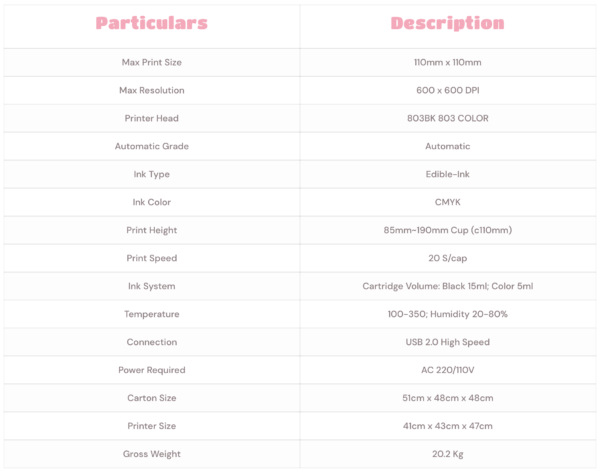 Particulars Description
Max Print Size 110mm x 110mm
Max Resolution 600 x 600 DPI
Printer Head 803BK 803 COLOR
Automatic Grade Automatic
Ink Type Edible-Ink
Ink Color CMYK
Print Height 85mm~190mm Cup (c110mm)
Print Speed 20 S/cap
Ink System Cartridge Volume: Black 15ml; Color 5ml
Temperature 100-350; Humidity 20-80%
Connection USB 2.0 High Speed
Power Required AC 220/110V
Carton Size 51cm x 48cm x 48cm
Printer Size 41cm x 43cm x 47cm
Gross Weight 20.2 Kg